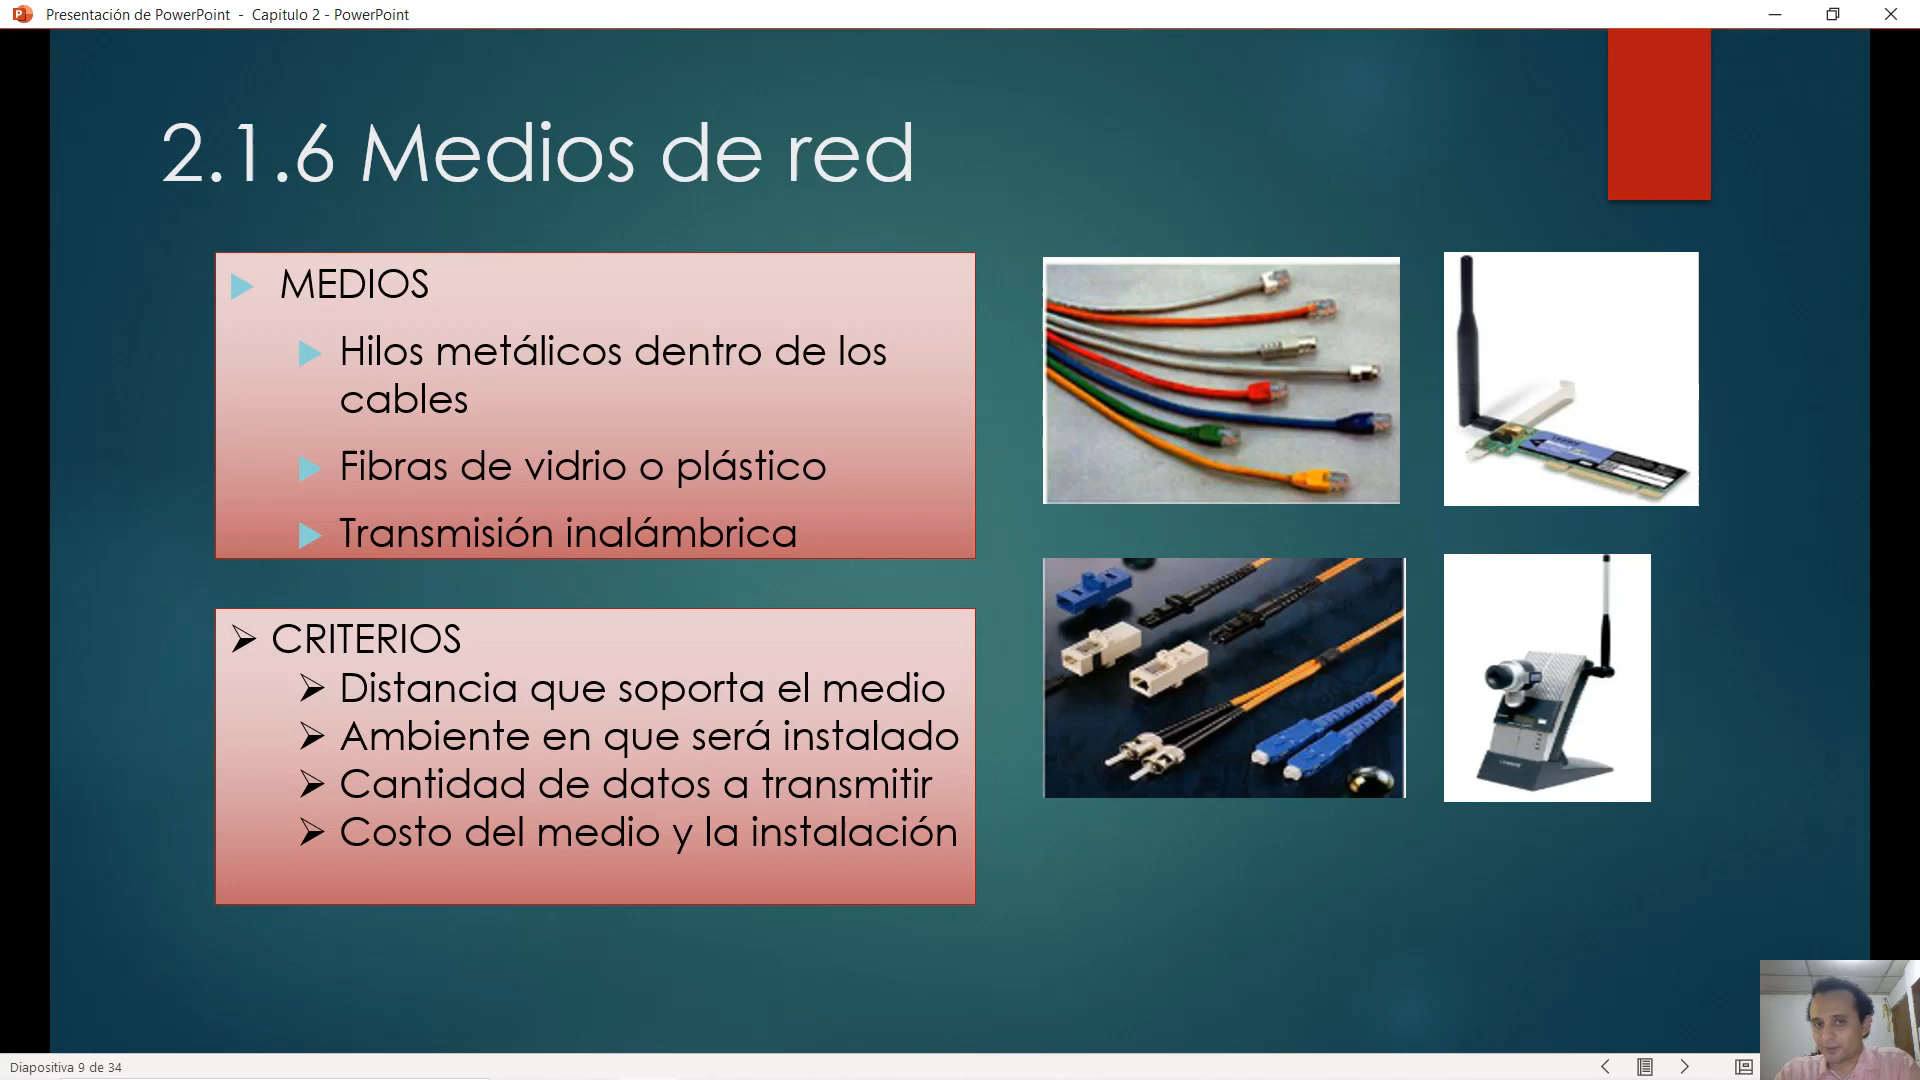 Presentación de PowerPoint - Capitulo 2 - PowerPoint
2.1.6 Medios de red
MEDIOS
Hilos metálicos dentro de los
cables
Fibras de vidrio o plástico
Transmisión inalámbrica
CRITERIOS
Distancia que soporta el medio
Ambiente en que será instalado
Cantidad de datos a transmitir
Costo del medio y la instalación
Diapositiva 9 de 34